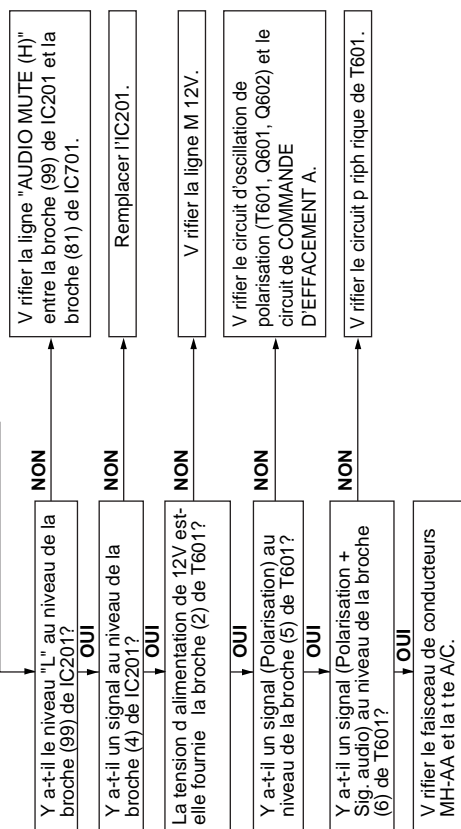 Y a-t-il le niveau "L" au niveau de la
broche (99) de IC201?
NON
V rifier la ligne "AUDIO MUTE (H)"
entre la broche (99) de IC201 et la
broche (81) de IC701.
OUI
Y a-t-il un signal au niveau de la
broche (4) de IC201?
NON
Remplacer l'IC201.
OUI
La tension d alimentation de 12V est-
elle fournie la broche (2) de T601?
NON
V rifier la ligne M 12V.
OUI
Y a-t-il un signal (Polarisation) au
niveau de la broche (5) de T601?
NON
V rifier le circuit d'oscillation de
polarisation (T601, Q601, Q602) et le
circuit de COMMANDE
D'EFFACEMENT A.
OUI
Y a-t-il un signal (Polarisation +
Sig. audio) au niveau de la broche
(6) de T601?
NON
V rifier le circuit p riph rique de T601.
OUI
V rifier le faisceau de conducteurs
MH-AA et la t te A/C.